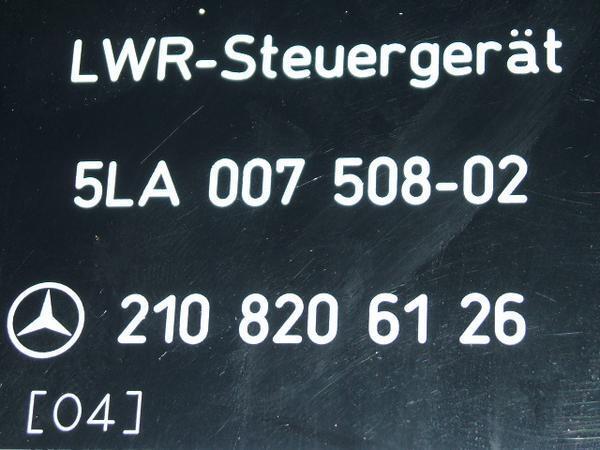 LWR-Steuergerät
5LA 007 508-02
210 820 61 26
[04]